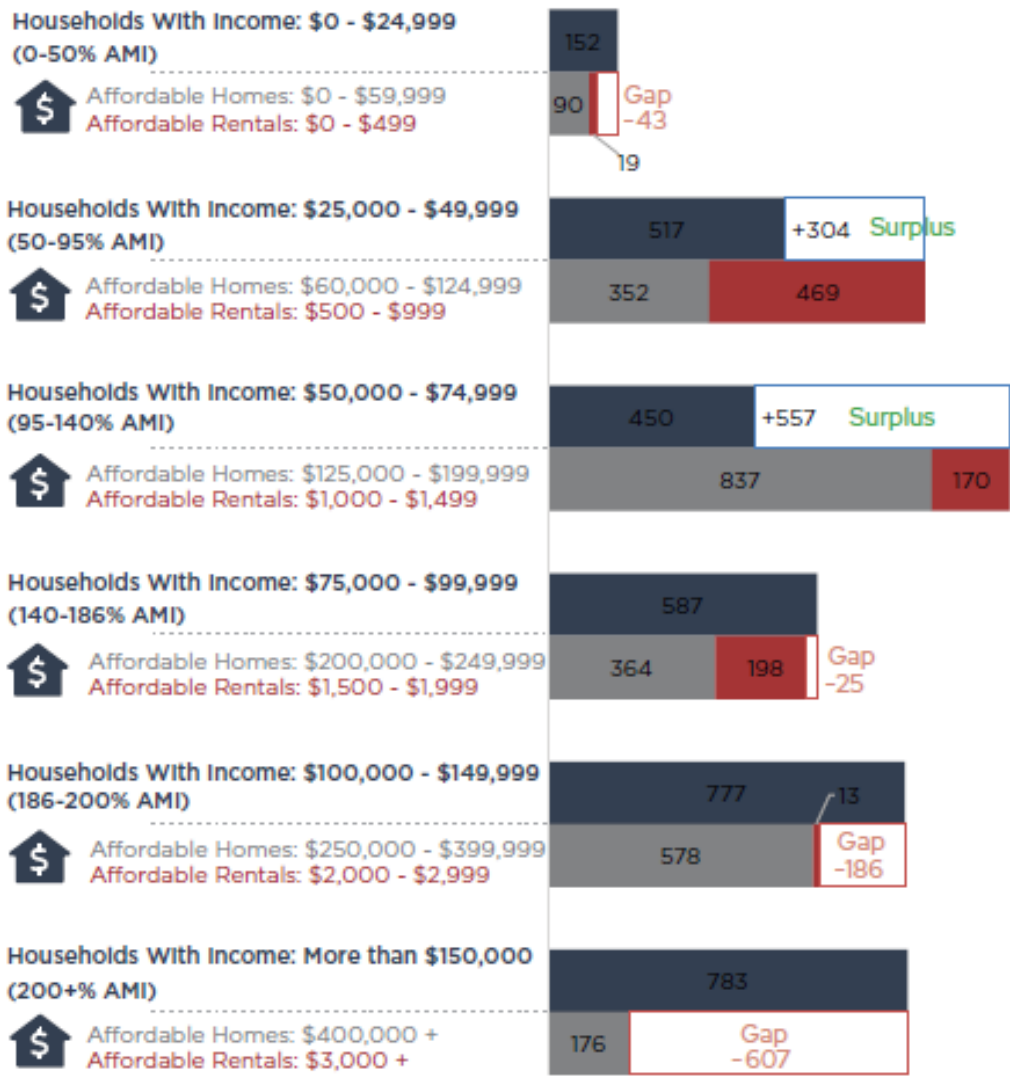 Households With Income: $0 - $24,999
(0-50% AMI)
152
$
Affordable Homes: $0 - $59,999
Affordable Rentals: $0 - $499
90
Gap
-43
19
Households With Income: $25,000 - $49,999
(50-95% AMI)
517
+304 Surplus
$
Affordable Homes: $60,000 - $124,999
Affordable Rentals: $500 - $999
352
469
Households With Income: $50,000 - $74,999
(95-140% AMI)
450
+557 Surplus
$
Affordable Homes: $125,000 - $199,999
Affordable Rentals: $1,000 - $1,499
837
170
Households With Income: $75,000 - $99,999
(140-186% AMI)
587
$
Affordable Homes: $200,000 - $249,999
Affordable Rentals: $1,500 - $1,999
364
198
Gap
-25
Households With Income: $100,000 - $149,999
(186-200% AMI)
777
13
$
Affordable Homes: $250,000 - $399,999
Affordable Rentals: $2,000 - $2,999
578
Gap
-186
Households With Income: More than $150,000
(200+% AMI)
783
$
Affordable Homes: $400,000 +
Affordable Rentals: $3,000 +
176
Gap
-607